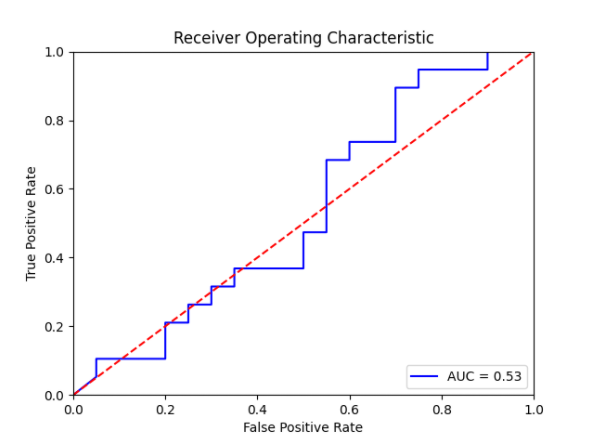 Receiver Operating Characteristic
True Positive Rate
1.0
0.8
0.6
0.4
0.2
0.0
AUC = 0.53
0.0 0.2 0.4 0.6 0.8 1.0
False Positive Rate